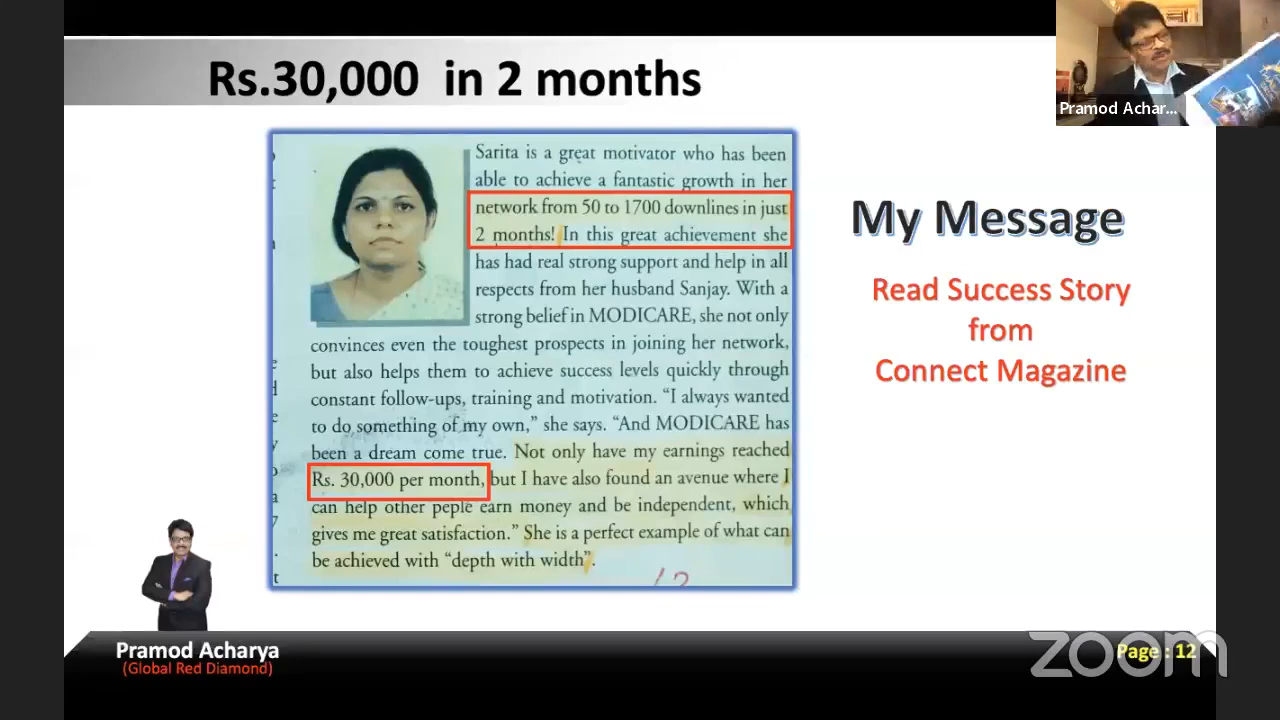 Rs.30,000 in 2 months
Pramod Achar...
Sarita is a great motivator who has been
able to achieve a fantastic growth in her
network from 50 to 1700 downlines in just
2 months! In this great achievement she
has had real strong support and help in all
respects from her husband Sanjay. With a
strong belief in MODICARE, she not only
convinces even the toughest prospects in joining her network,
but also helps them to achieve success levels quickly through
constant follow-ups, training and motivation. “I always wanted
to do something of my own,” she says. “And MODICARE has
been a dream come true. Not only have my earnings reached
Rs. 30,000 per month, but I have also found an avenue where I
can help other peple earn money and be independent, which
gives me great satisfaction.” She is a perfect example of what can
be achieved with “depth with width”.
My Message
Read Success Story
from
Connect Magazine
Pramod Acharya
(Global Red Diamond)
Page : 12
zoom